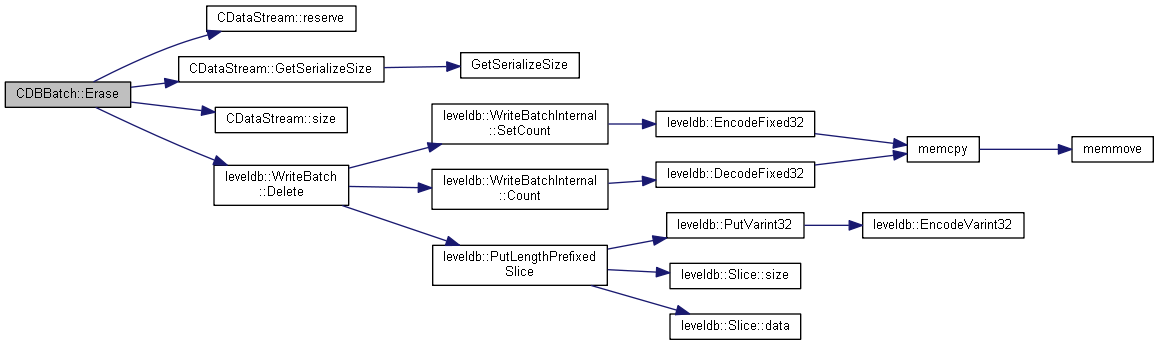 CDataStream::reserve
CDataStream::GetSerializeSize
GetSerializeSize
CDBBatch::Erase
CDataStream::size
leveldb::WriteBatchInternal
::SetCount
leveldb::EncodeFixed32
memcpy
memmove
leveldb::WriteBatch
::Delete
leveldb::WriteBatchInternal
::Count
leveldb::DecodeFixed32
leveldb::PutLengthPrefixed
Slice
leveldb::PutVarint32
leveldb::EncodeVarint32
leveldb::Slice::size
leveldb::Slice::data